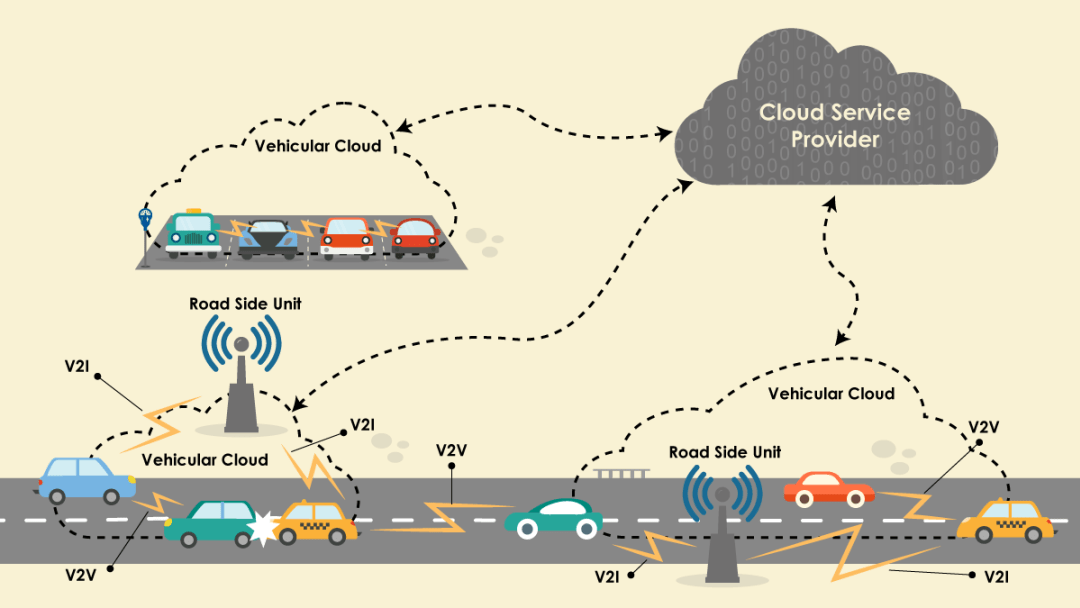 Cloud Service
Provider
Vehicular Cloud
Road Side Unit
V2I
Vehicular Cloud
V2I
V2V
Vehicular Cloud
V2V
Road Side Unit
V2V
V2I
V2I